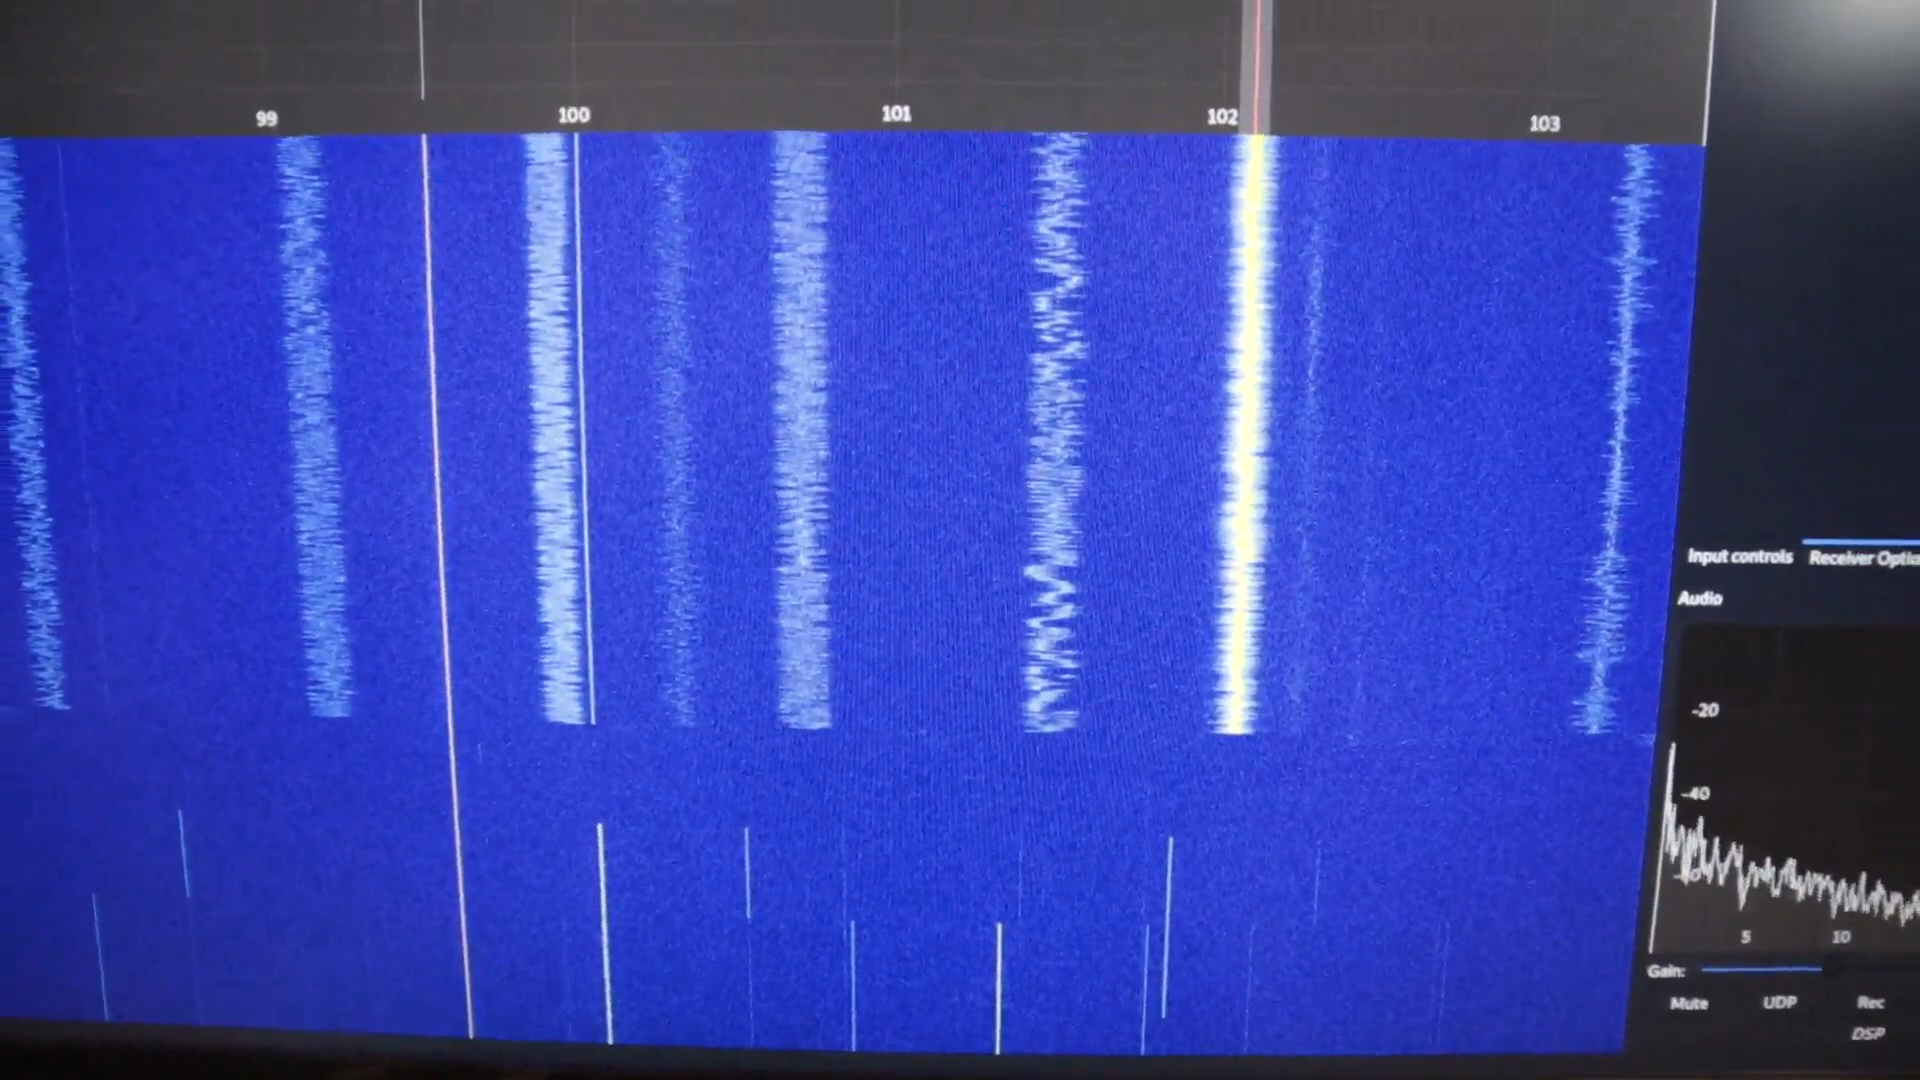 99 100 101 102 103
Input controls Receiver Optio
Audio
-20
-40
5 10
Gain:
Mute UDP Rec
DSP